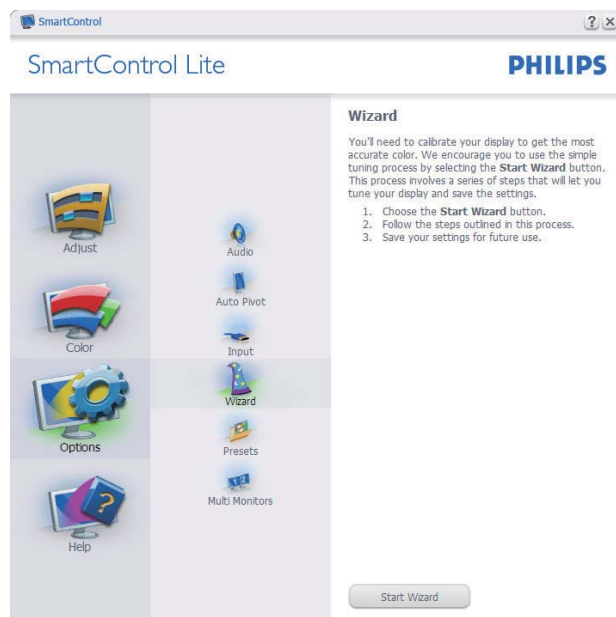 SmartControl
SmartControl Lite
PHILIPS
Adjust
Color
Options
Help
Audio
Auto Pivot
Input
Wizard
Presets
Multi Monitors
Wizard
You'll need to calibrate your display to get the most
accurate color. We encourage you to use the simple
tuning process by selecting the Start Wizard button.
This process involves a series of steps that will let you
tune your display and save the settings.
1. Choose the Start Wizard button.
2. Follow the steps outlined in this process.
3. Save your settings for future use.
Start Wizard